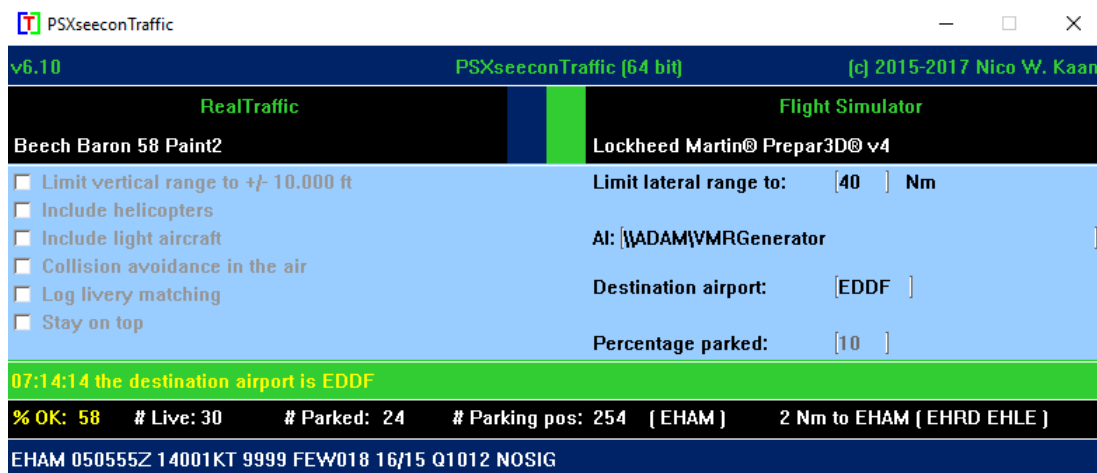 PSXseeconTraffic
v6.10 PSXseeconTraffic (64 bit) (c) 2015-2017 Nico W. Kaan
RealTraffic Flight Simulator
Beech Baron 58 Paint2 Lockheed Martin® Prepar3D® v4
Limit vertical range to +/- 10.000 ft Limit lateral range to: [40 ] Nm
Include helicopters
Include light aircraft AI: [\\ADAM\VMRGenerator ]
Collision avoidance in the air
Log livery matching Destination airport: [EDDF ]
Stay on top
Percentage parked: [10 ]
07:14:14 the destination airport is EDDF
% OK: 58 # Live: 30 # Parked: 24 # Parking pos: 254 ( EHAM ) 2 Nm to EHAM ( EHRD EHLE )
EHAM 050555Z 14001KT 9999 FEW018 16/15 Q1012 NOSIG